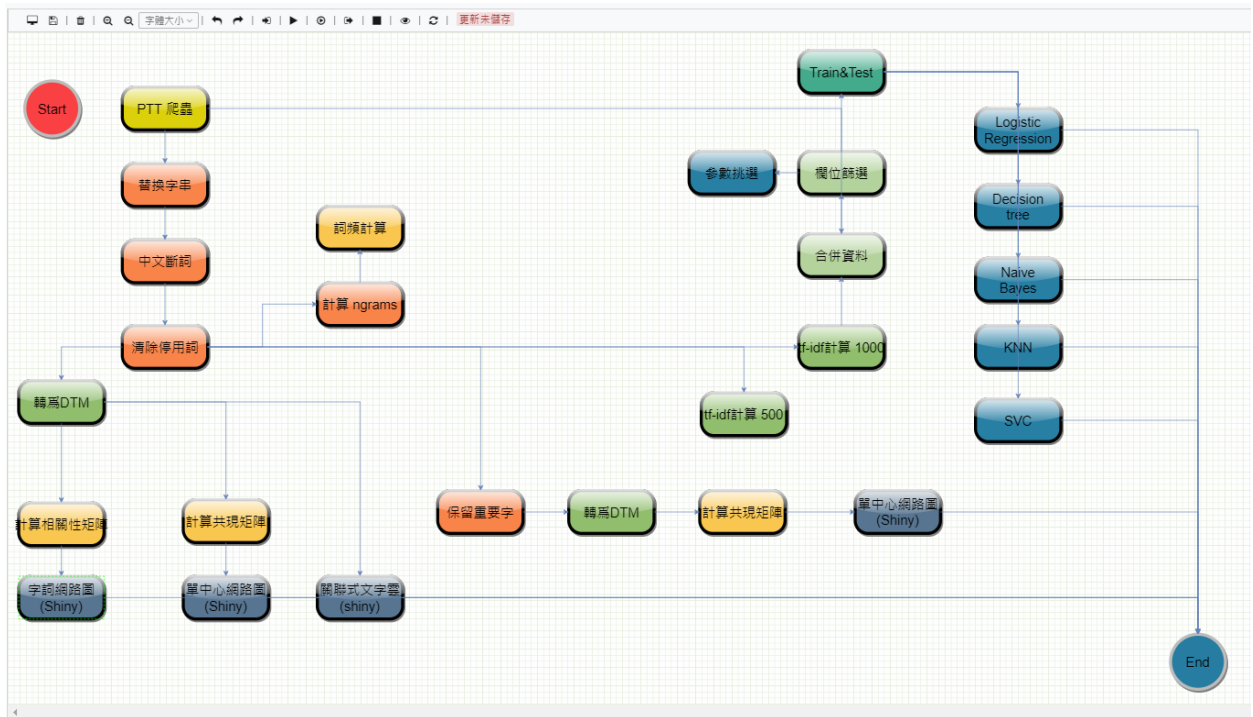 字體大小
更新未儲存
Train&Test
Start
PTT 爬蟲
Logistic
Regression
參數挑選
欄位篩選
替換字串
Decision
tree
詞頻計算
合併資料
中文斷詞
Naive
Bayes
計算 ngrams
清除停用詞
tf-idf計算 1000
KNN
轉爲DTM
tf-idf計算 500
SVC
計算相關性矩陣
計算共現矩陣
保留重要字
轉爲DTM
計算共現矩陣
單中心網路圖
(Shiny)
字詞網路圖
(Shiny)
單中心網路圖
(Shiny)
關聯式文字雲
(shiny)
End